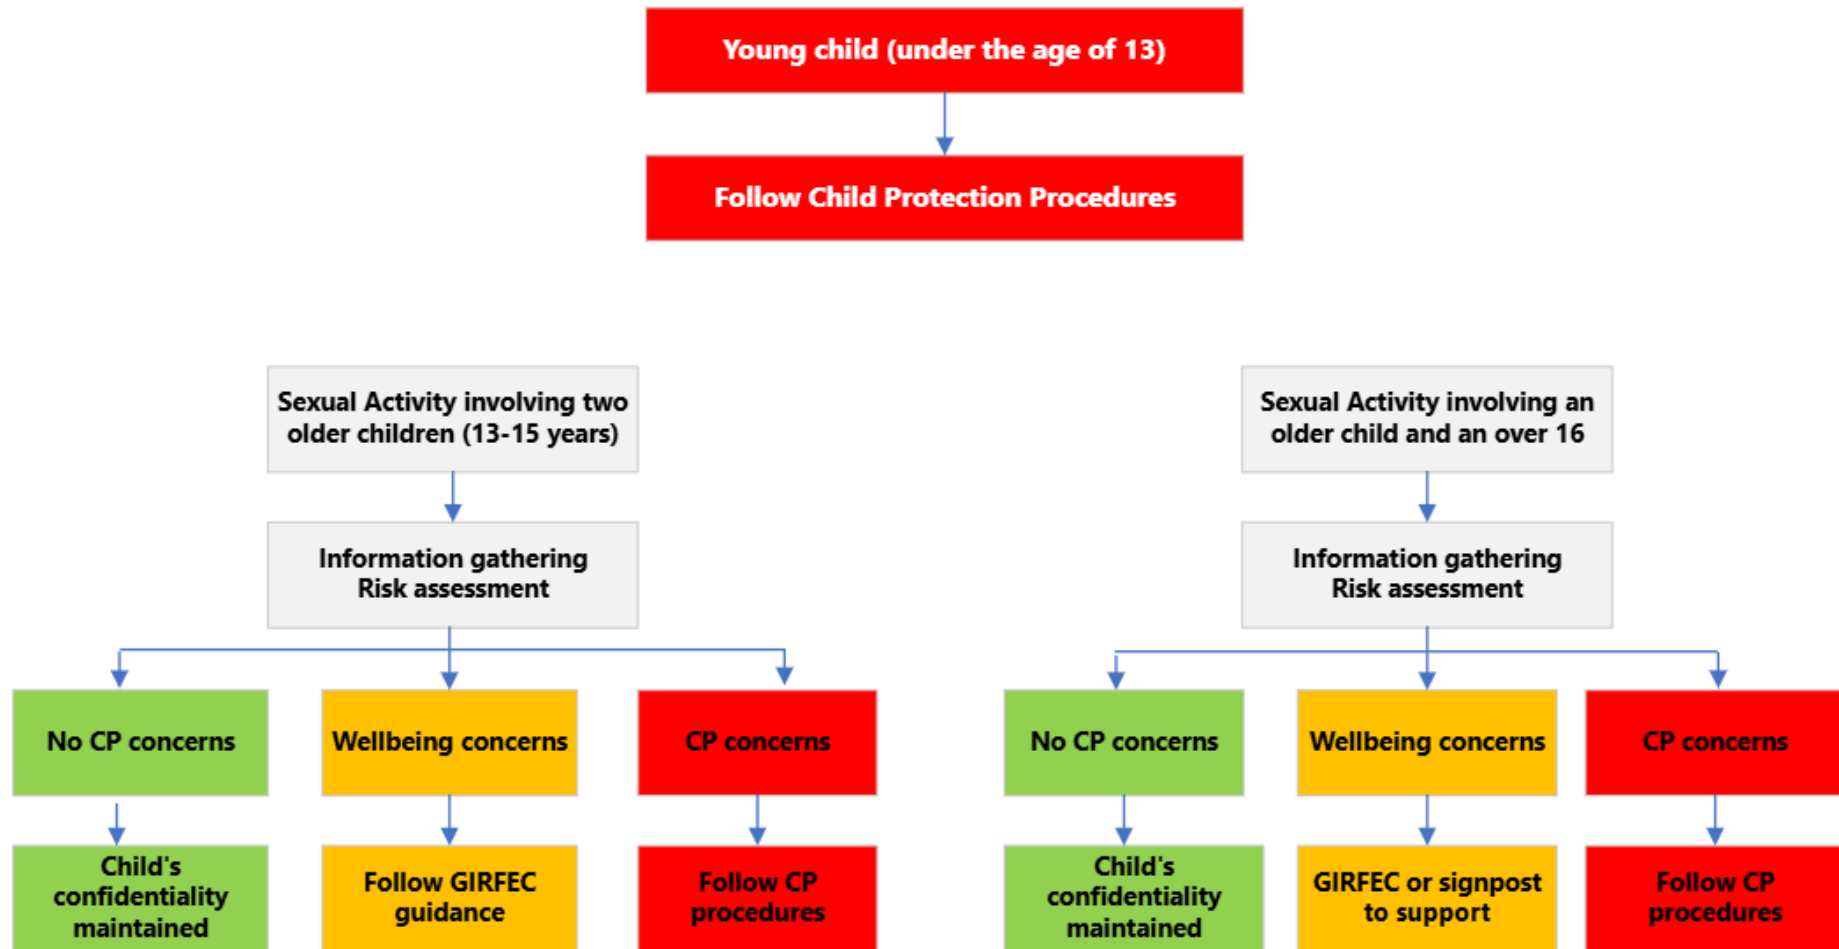 Young child (under the age of 13)
Follow Child Protection Procedures
Sexual Activity involving two
older children (13-15 years)
Sexual Activity involving an
older child and an over 16
Information gathering
Risk assessment
Information gathering
Risk assessment
No CP concerns
Wellbeing concerns
CP concerns
No CP concerns
Wellbeing concerns
CP concerns
Child's
confidentiality
maintained
Follow GIRFEC
guidance
Follow CP
procedures
Child's
confidentiality
maintained
GIRFEC or signpost
to support
Follow CP
procedures